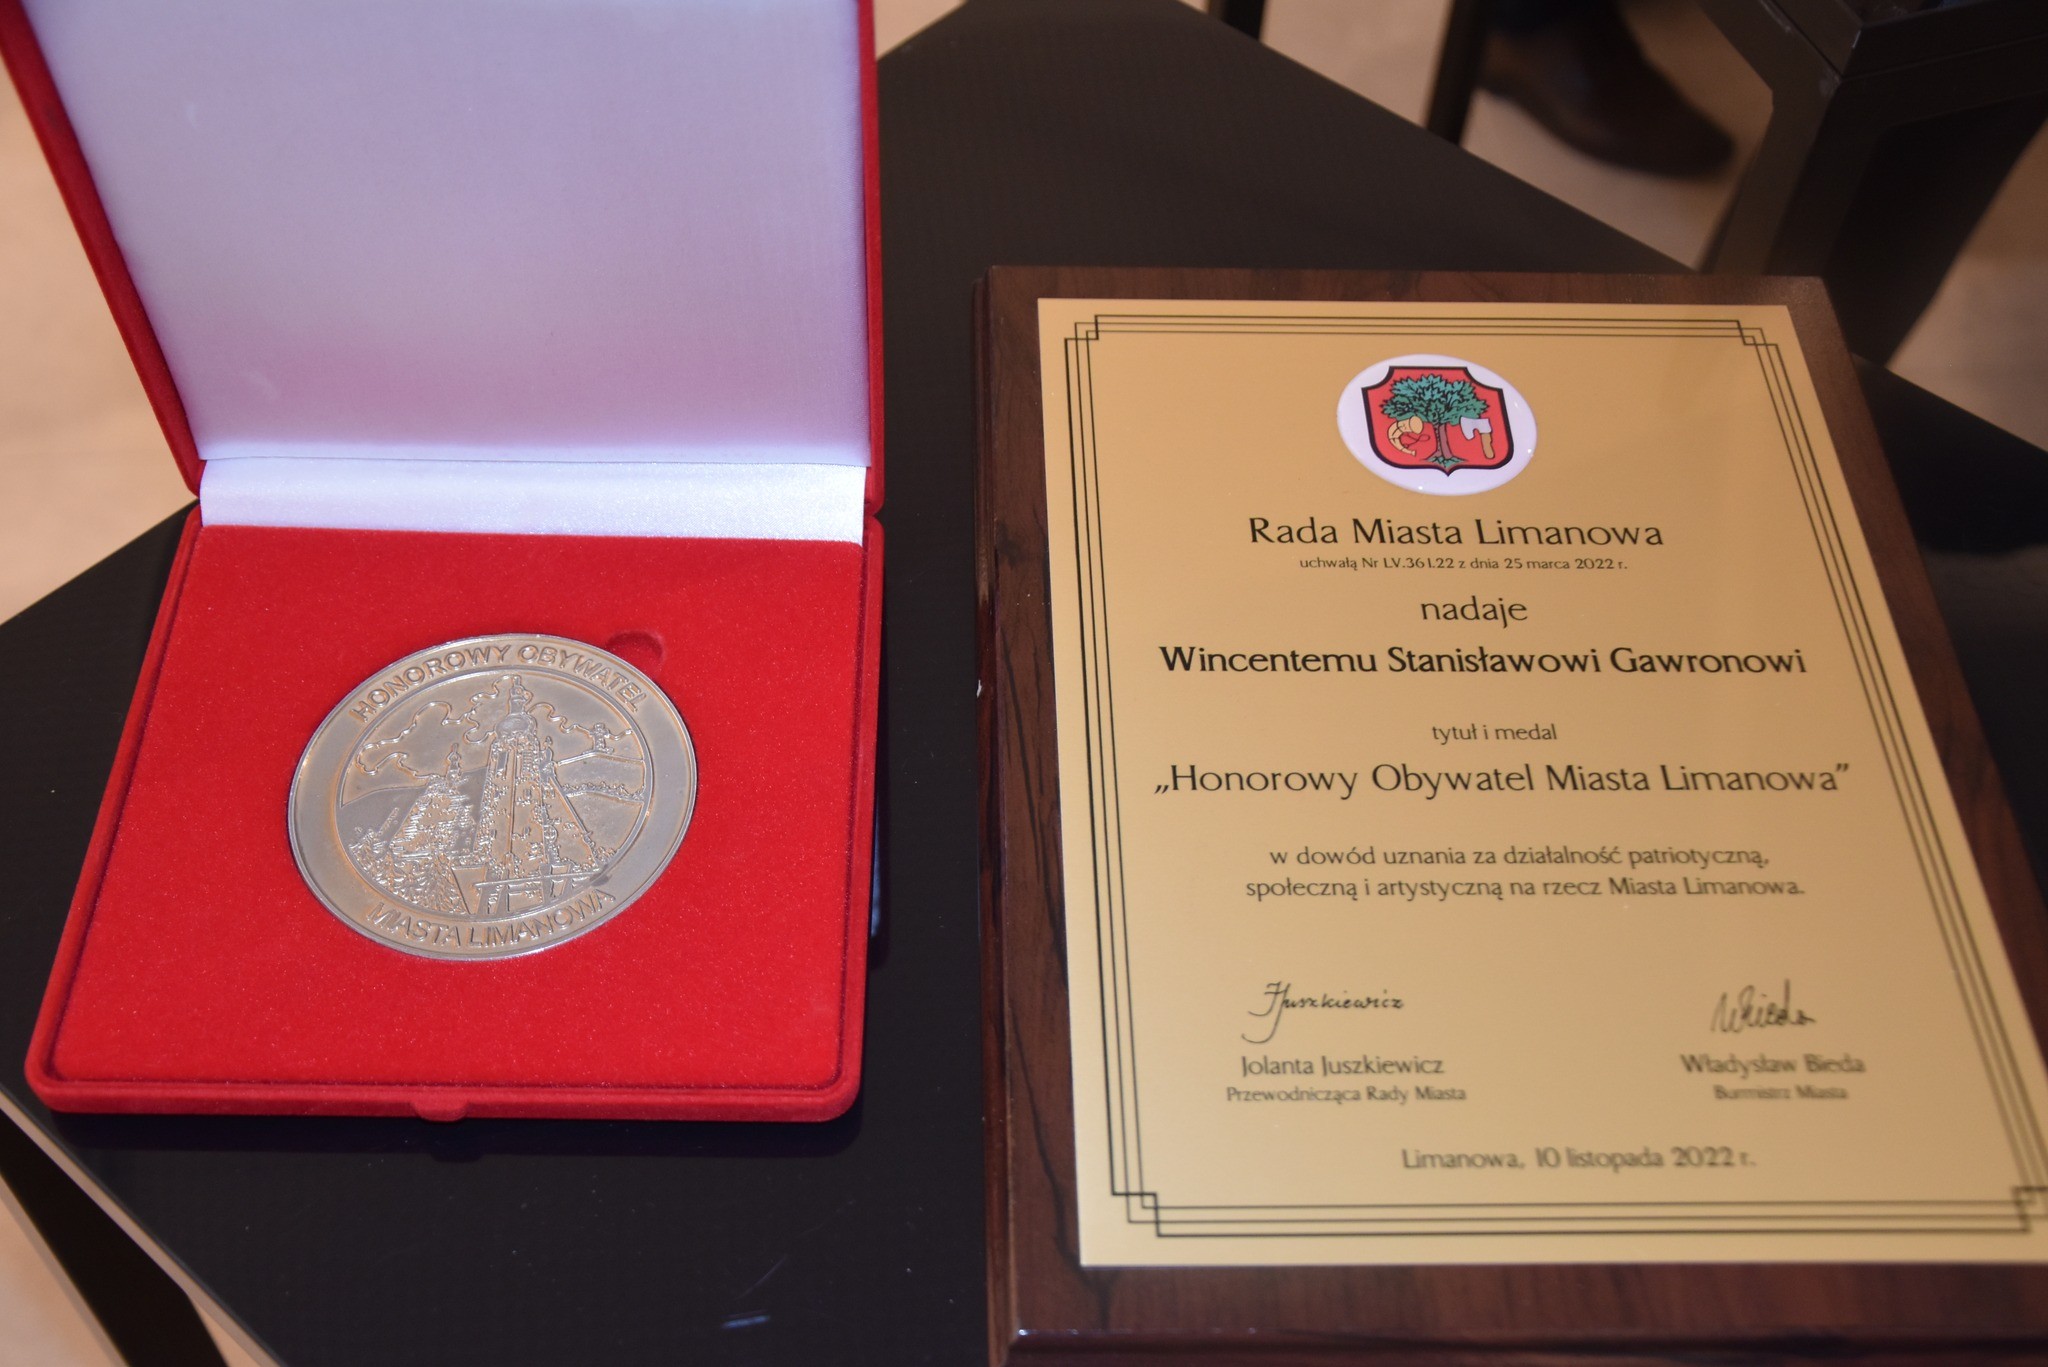 HONOROWY OBYWATEL
MIASTA LIMANOWA
Rada Miasta Limanowa
uchwałą Nr LV.361.22 z dnia 25 marca 2022 r.
nadaje
Wincentemu Stanisławowi Gawronowi
tytuł i medal
„Honorowy Obywatel Miasta Limanowa”
w dowód uznania za działalność patriotyczną,
społeczną i artystyczną na rzecz Miasta Limanowa.
JJuszkiewicz
WBieda
Jolanta Juszkiewicz
Władysław Bieda
Przewodnicząca Rady Miasta
Burmistrz Miasta
Limanowa, 10 listopada 2022 r.